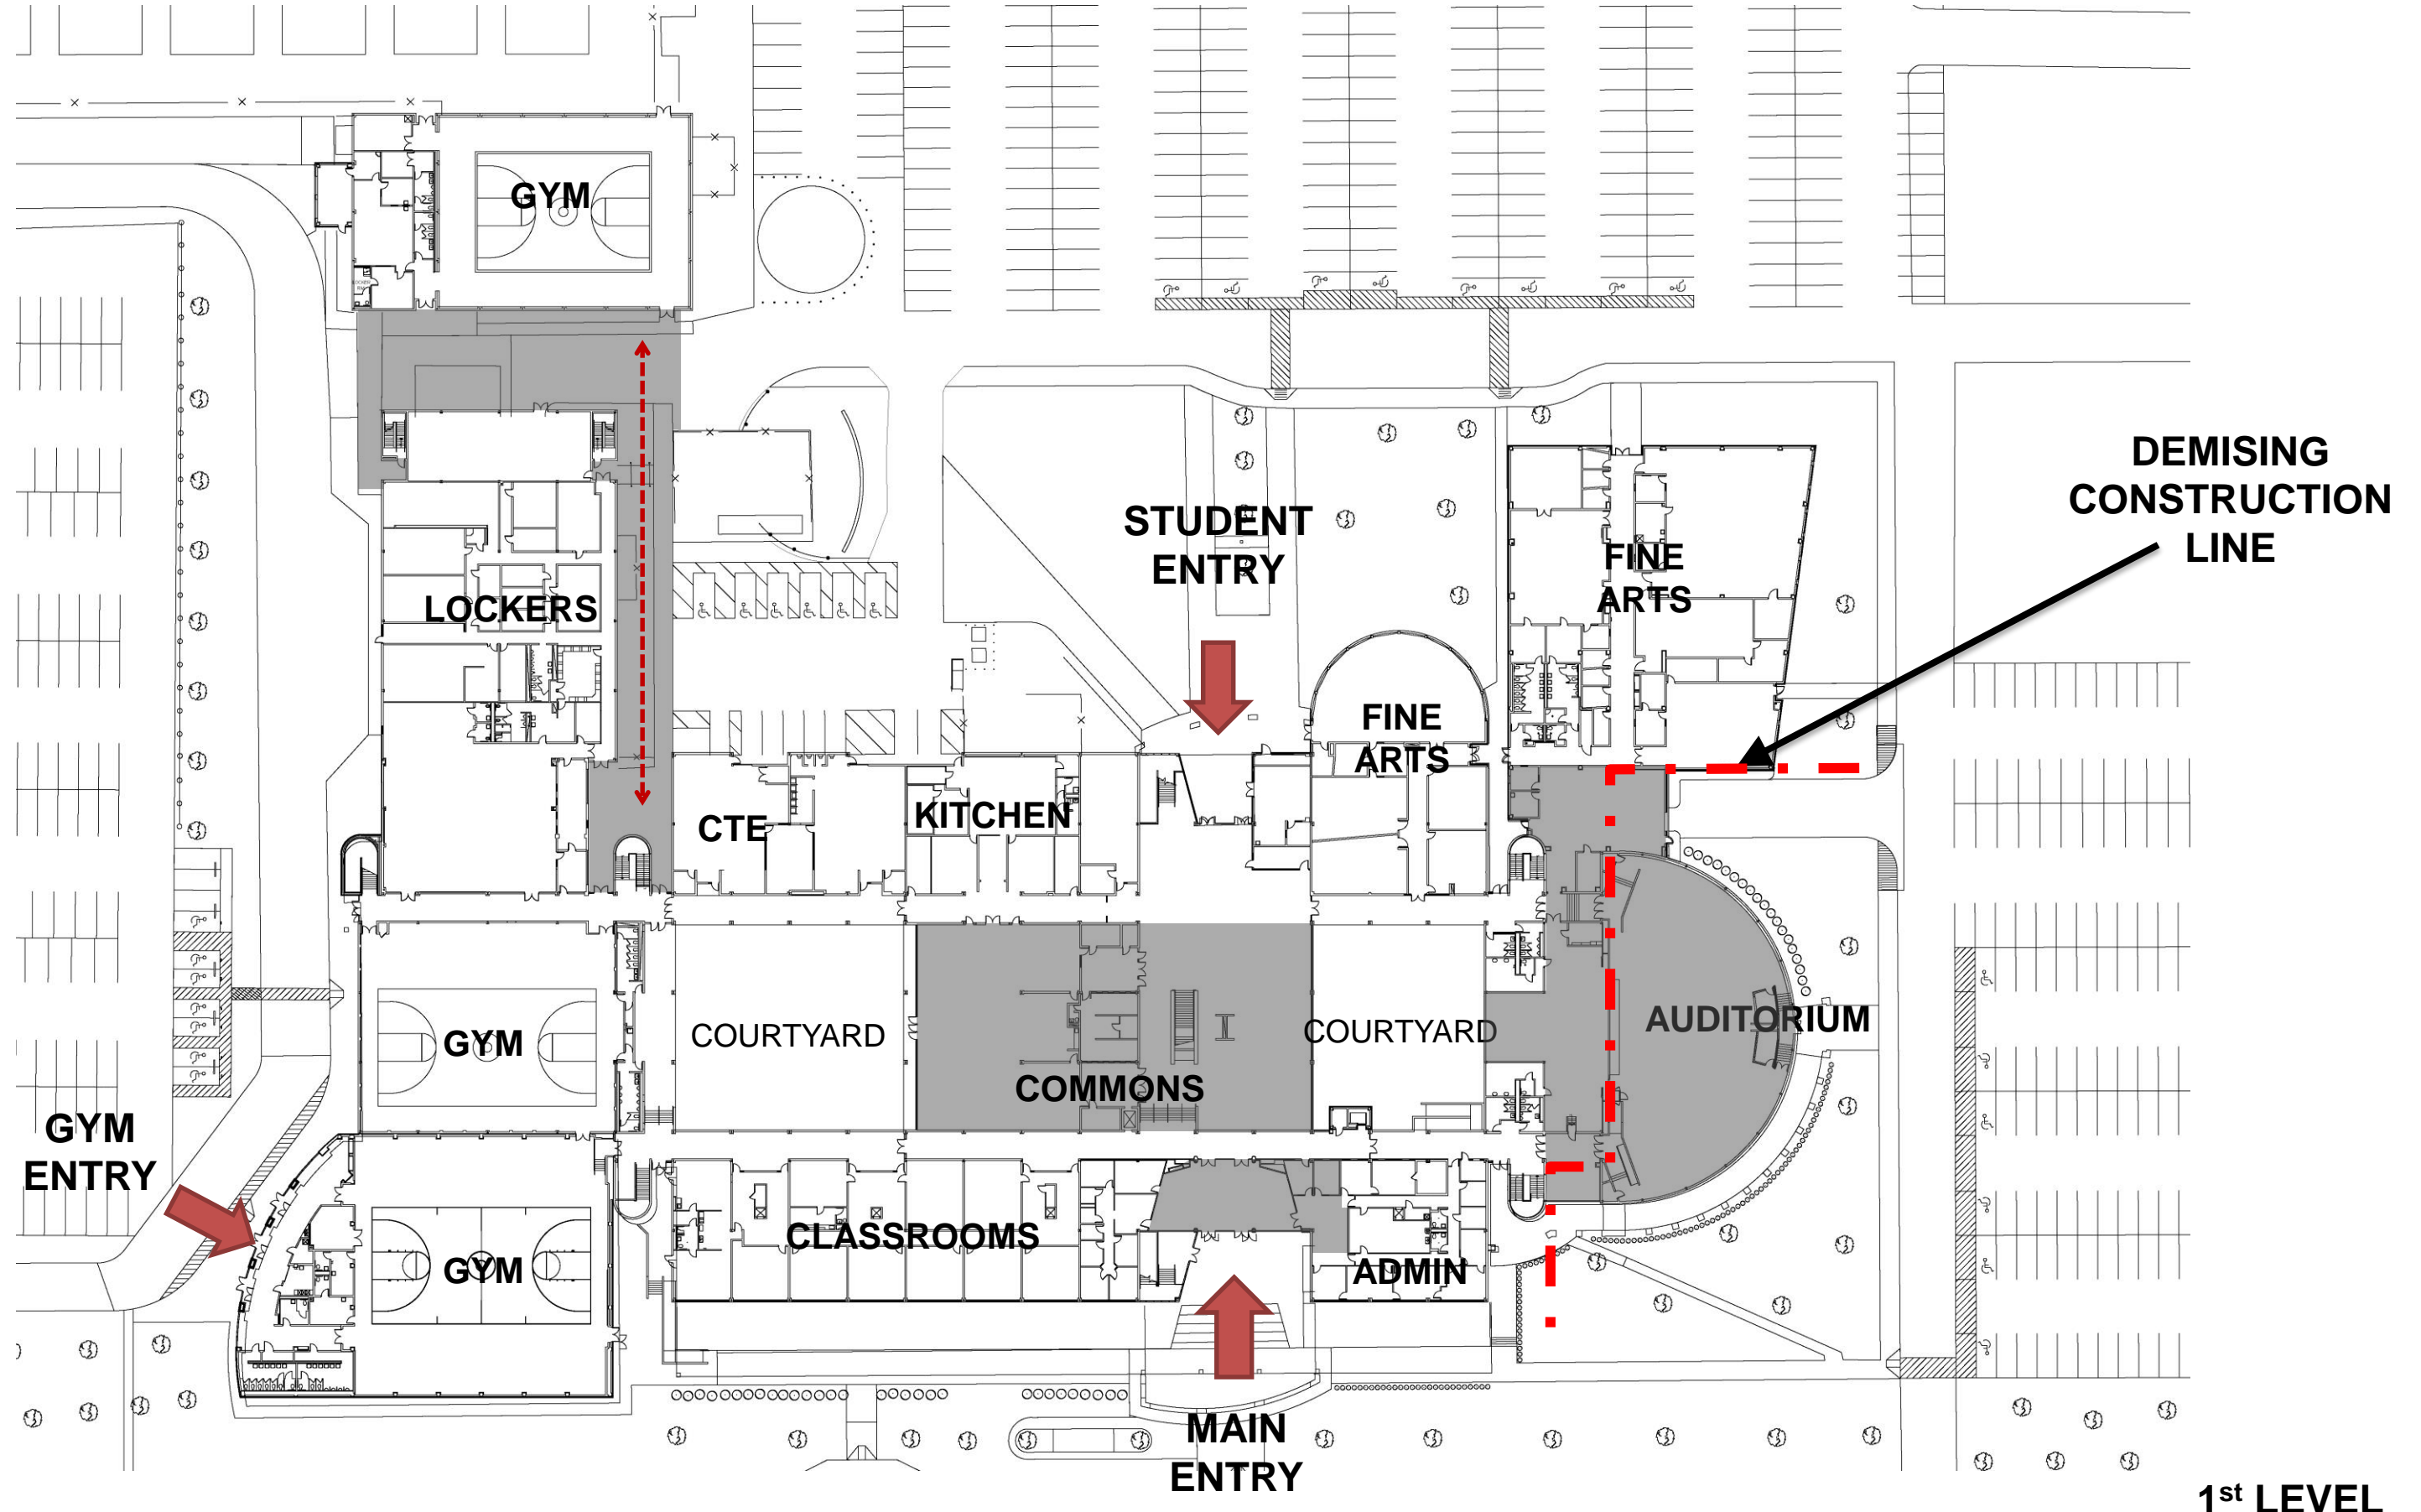 GYM
DEMISING
CONSTRUCTION
LINE
STUDENT
ENTRY
FINE
ARTS
LOCKERS
FINE
ARTS
CTE
KITCHEN
GYM
COURTYARD
COMMONS
COURTYARD
AUDITORIUM
GYM
ENTRY
GYM
CLASSROOMS
ADMIN
MAIN
ENTRY
1st LEVEL